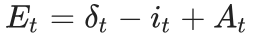 $E_t = \delta_t - i_t + A_t$